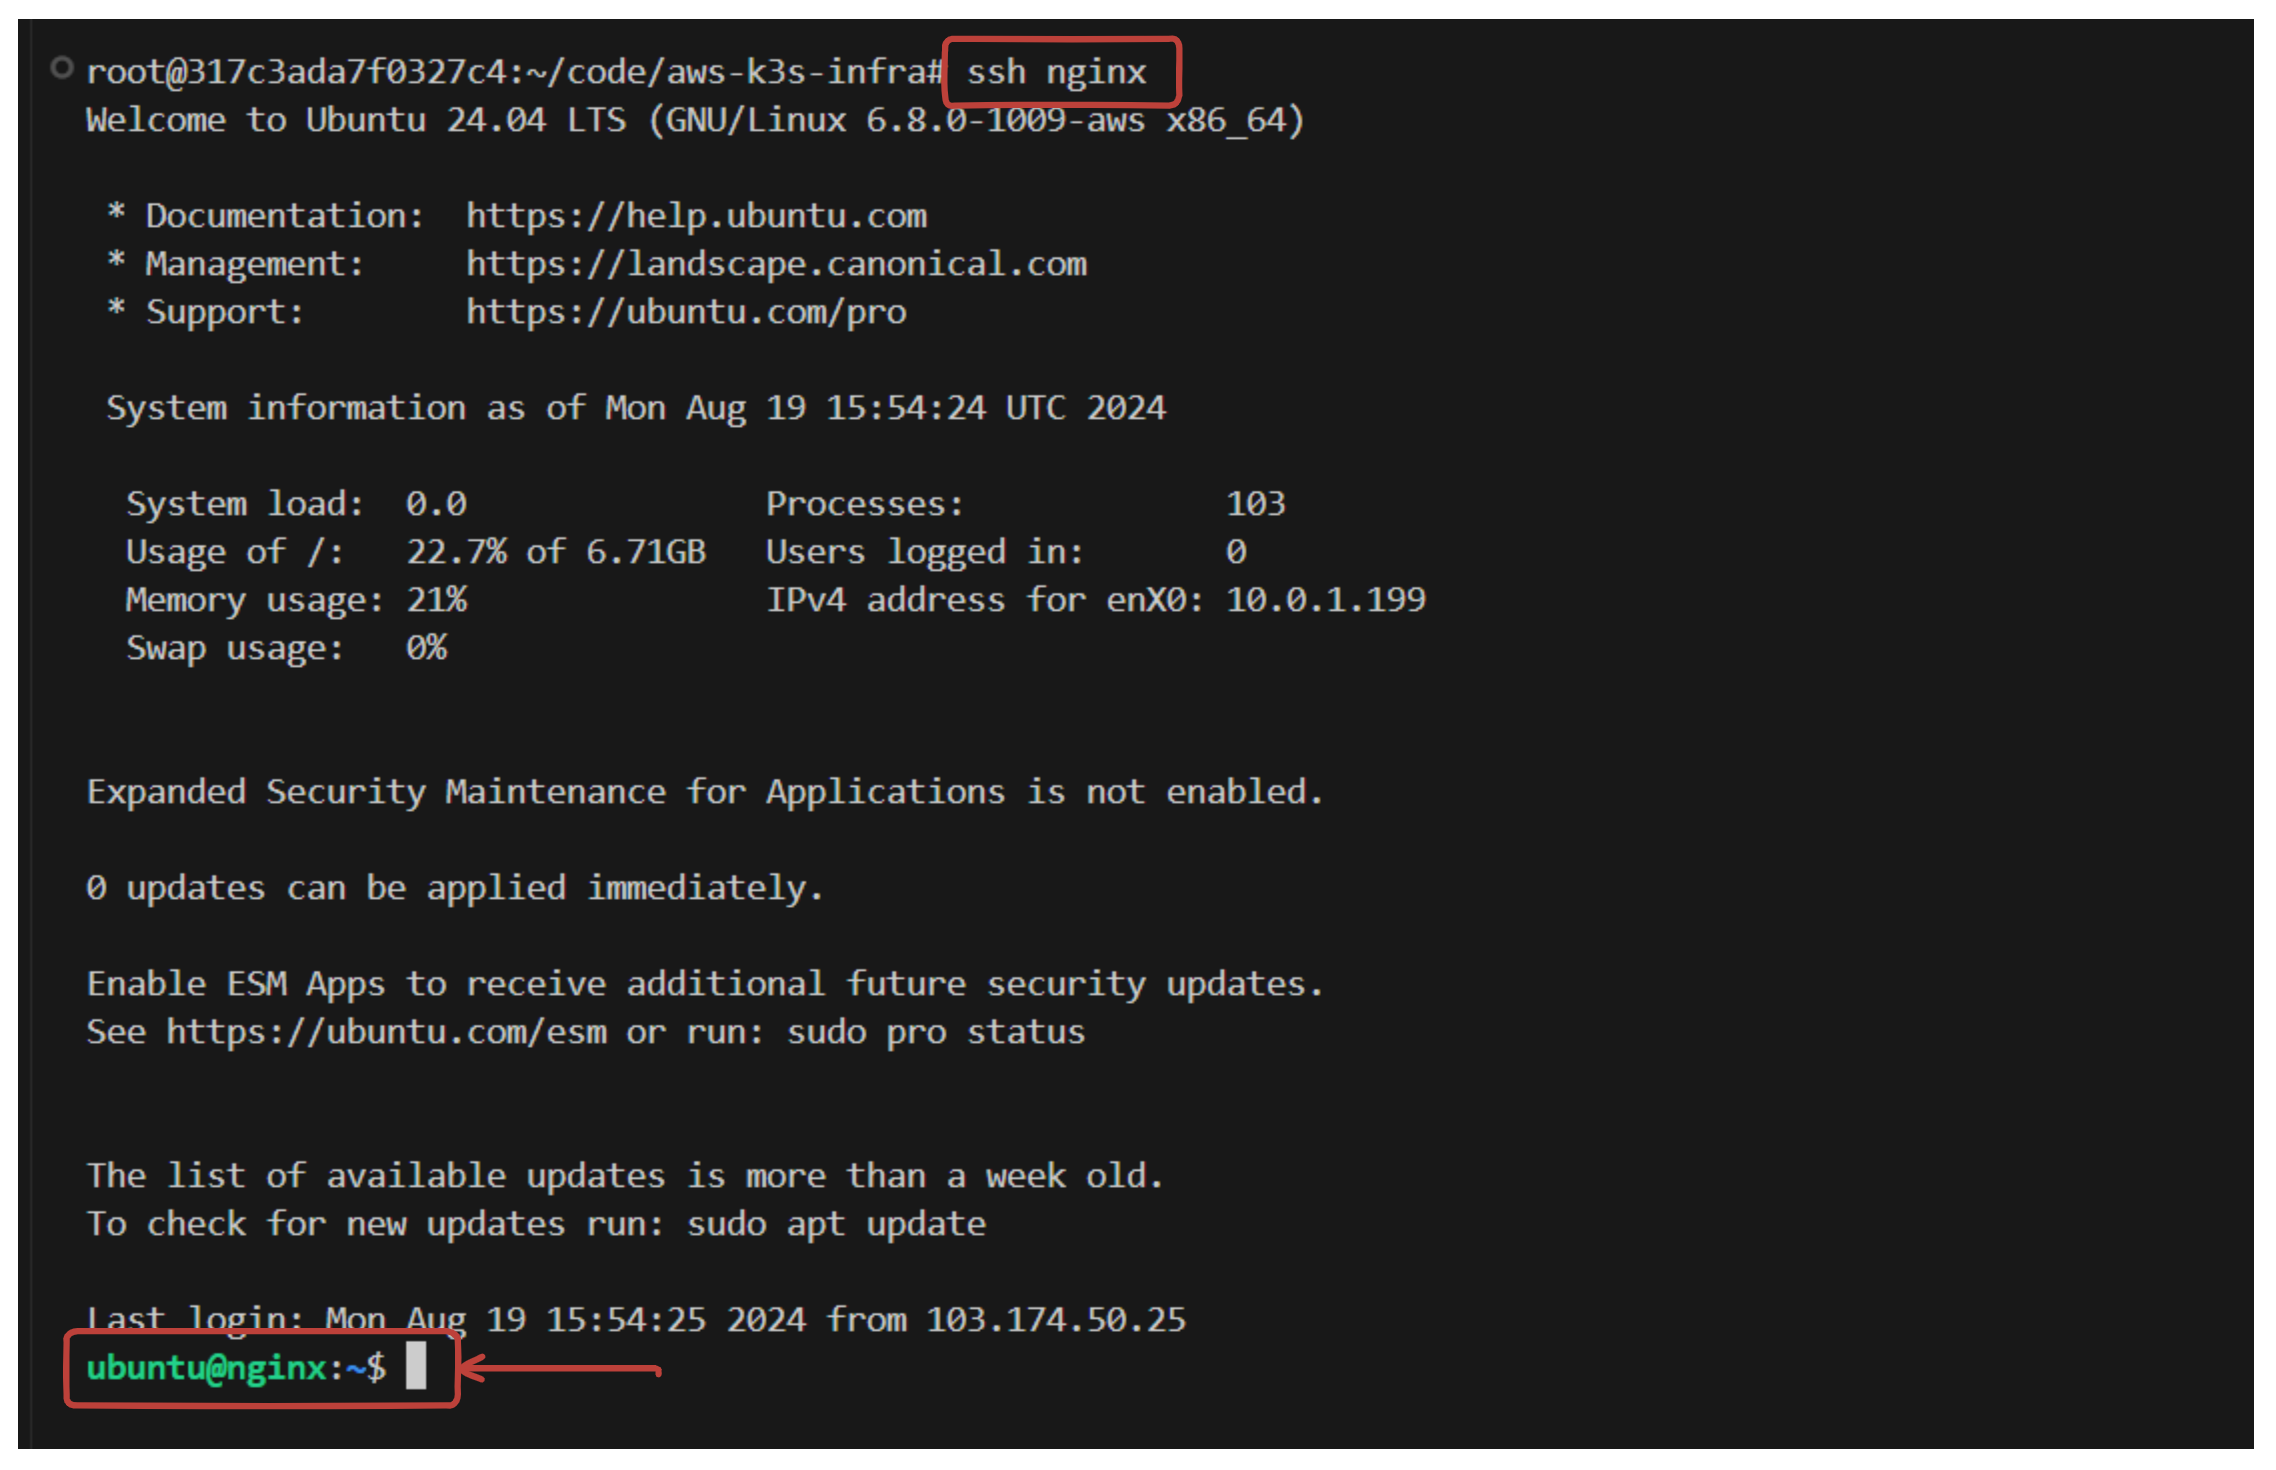 root@317c3ada7f0327c4:~/code/aws-k3s-infra# ssh nginx
Welcome to Ubuntu 24.04 LTS (GNU/Linux 6.8.0-1009-aws x86_64)
* Documentation:  https://help.ubuntu.com
* Management:     https://landscape.canonical.com
* Support:        https://ubuntu.com/pro
System information as of Mon Aug 19 15:54:24 UTC 2024
System load:  0.0               Processes:             103
Usage of /:   22.7% of 6.71GB   Users logged in:       0
Memory usage: 21%               IPv4 address for enX0: 10.0.1.199
Swap usage:   0%
Expanded Security Maintenance for Applications is not enabled.
0 updates can be applied immediately.
Enable ESM Apps to receive additional future security updates.
See https://ubuntu.com/esm or run: sudo pro status
The list of available updates is more than a week old.
To check for new updates run: sudo apt update
Last login: Mon Aug 19 15:54:25 2024 from 103.174.50.25
ubuntu@nginx:~$